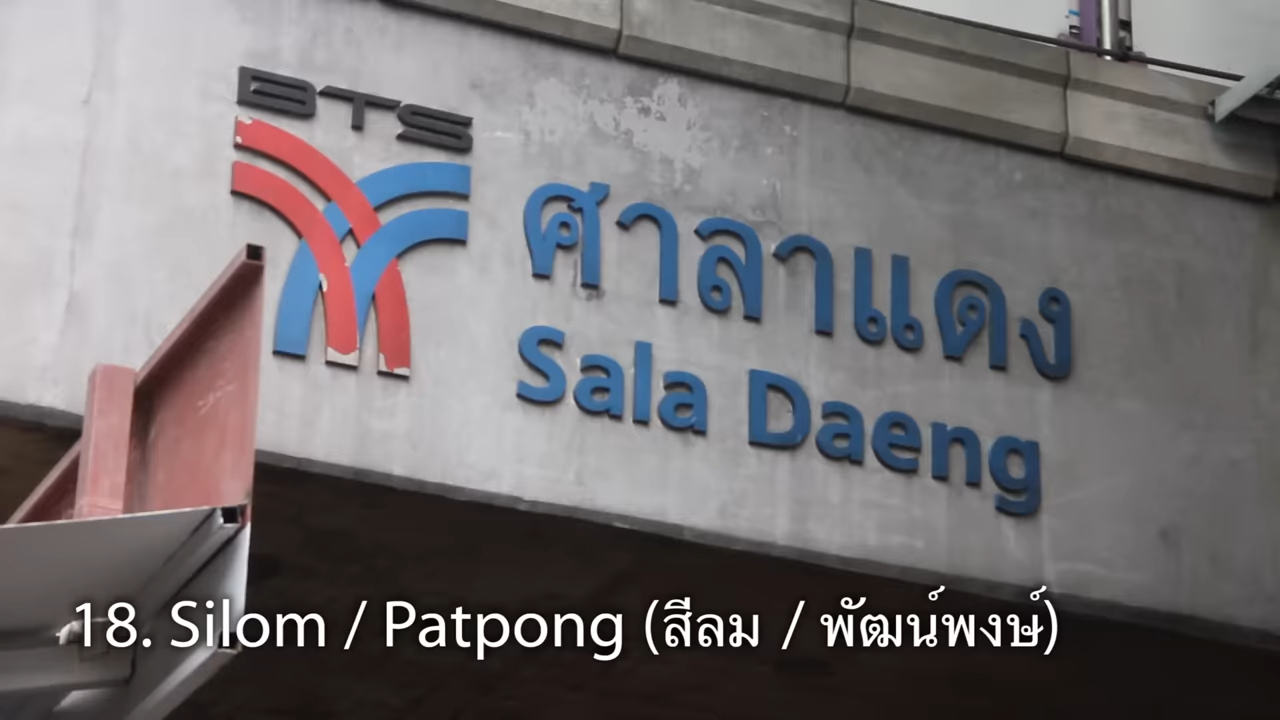 BTS
ศาลาแดง
Sala Daeng
18. Silom / Patpong (สีลม / พัฒน์พงษ์)